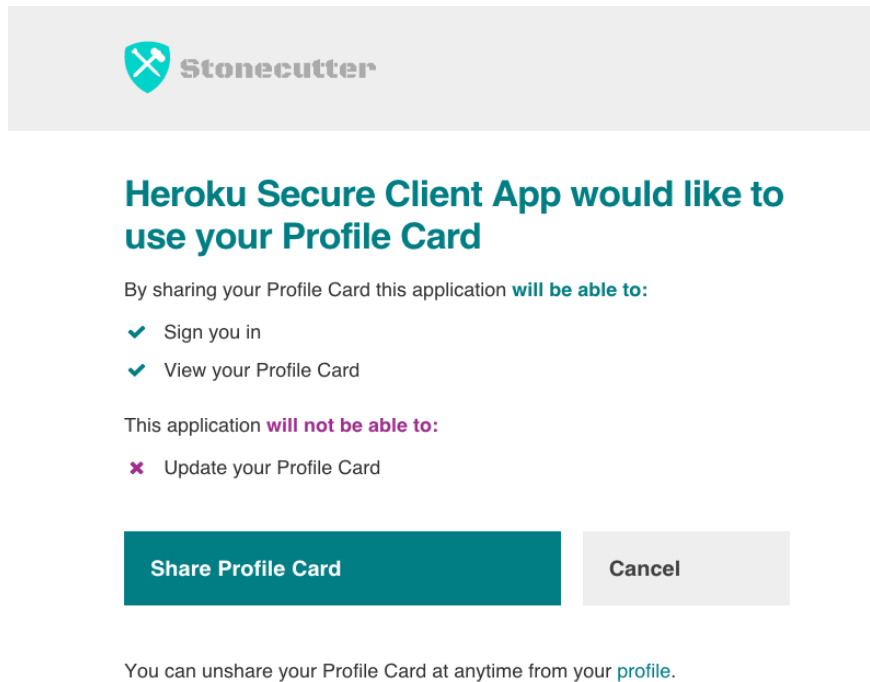 Stonecutter
Heroku Secure Client App would like to
use your Profile Card
By sharing your Profile Card this application will be able to:
Sign you in
View your Profile Card
This application will not be able to:
Update your Profile Card
Share Profile Card
Cancel
You can unshare your Profile Card at anytime from your profile.